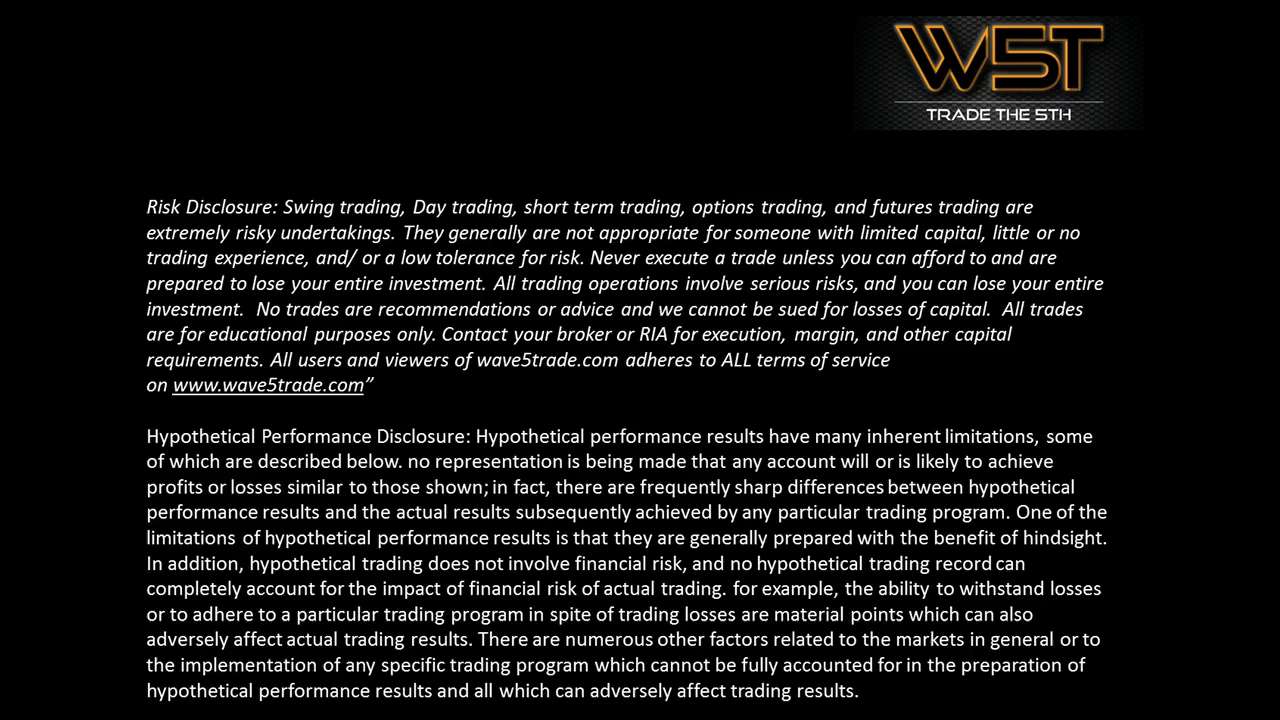 W5T
TRADE THE 5TH
Risk Disclosure: Swing trading, Day trading, short term trading, options trading, and futures trading are
extremely risky undertakings. They generally are not appropriate for someone with limited capital, little or no
trading experience, and/ or a low tolerance for risk. Never execute a trade unless you can afford to and are
prepared to lose your entire investment. All trading operations involve serious risks, and you can lose your entire
investment. No trades are recommendations or advice and we cannot be sued for losses of capital. All trades
are for educational purposes only. Contact your broker or RIA for execution, margin, and other capital
requirements. All users and viewers of wave5trade.com adheres to ALL terms of service
on www.wave5trade.com”
Hypothetical Performance Disclosure: Hypothetical performance results have many inherent limitations, some
of which are described below. no representation is being made that any account will or is likely to achieve
profits or losses similar to those shown; in fact, there are frequently sharp differences between hypothetical
performance results and the actual results subsequently achieved by any particular trading program. One of the
limitations of hypothetical performance results is that they are generally prepared with the benefit of hindsight.
In addition, hypothetical trading does not involve financial risk, and no hypothetical trading record can
completely account for the impact of financial risk of actual trading. for example, the ability to withstand losses
or to adhere to a particular trading program in spite of trading losses are material points which can also
adversely affect actual trading results. There are numerous other factors related to the markets in general or to
the implementation of any specific trading program which cannot be fully accounted for in the preparation of
hypothetical performance results and all which can adversely affect trading results.